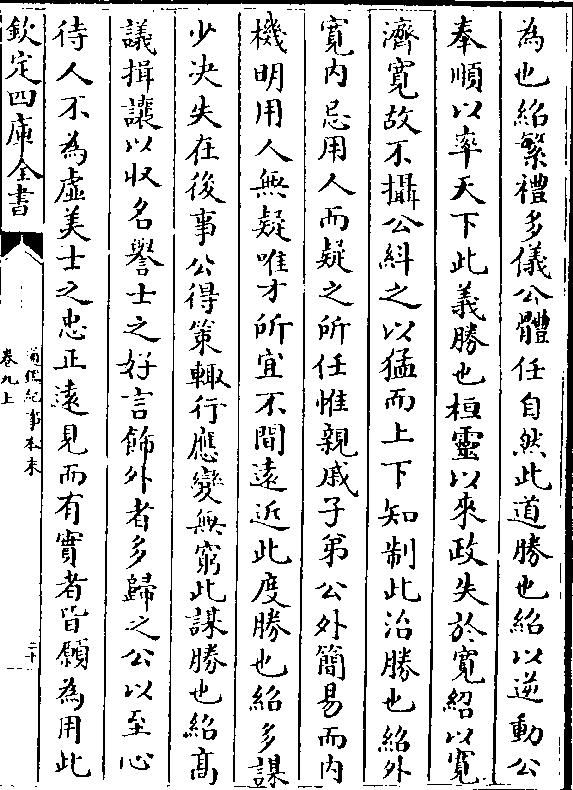 為也紹繁禮多儀公體任自然此道勝也紹以逆動公
奉順以率天下此義勝也桓靈以來政失於寛紹以寛
濟寛故不攝公糾之以猛而上下知制此治勝也紹外
寛内忌用人而疑之所任惟親戚子弟公外簡易而内
機明用人無疑唯才所宜不間遠近此度勝也紹多謀
少决失在後事公得策輙行應變無窮此謀勝也紹髙
議揖讓以収名譽士之好言飾外者多歸之公以至心
待人不為虛美士之忠正遠見而有實者皆願為用此
欽定四庫全書
通鑑紀事本末
卷九上
二十